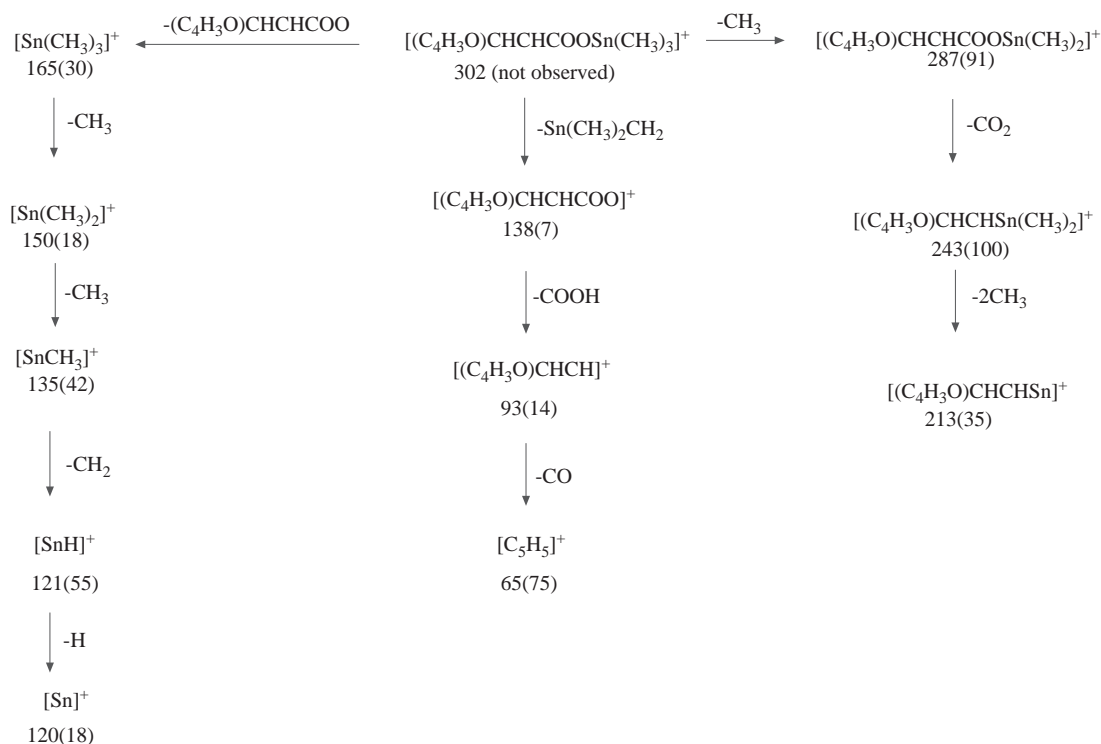 -(C₄H₃O)CHCHCOO
-CH₃
[Sn(CH₃)₃]⁺
[(C₄H₃O)CHCHCOOSn(CH₃)₃]⁺
[(C₄H₃O)CHCHCOOSn(CH₃)₂]⁺
165(30)
302 (not observed)
287(91)
-CH₃
-Sn(CH₃)₂CH₂
-CO₂
[Sn(CH₃)₂]⁺
[(C₄H₃O)CHCHCOO]⁺
[(C₄H₃O)CHCHSn(CH₃)₂]⁺
150(18)
138(7)
243(100)
-CH₃
-COOH
-2CH₃
[SnCH₃]⁺
[(C₄H₃O)CHCH]⁺
[(C₄H₃O)CHCHSn]⁺
135(42)
93(14)
213(35)
-CH₂
-CO
[SnH]⁺
[C₅H₅]⁺
121(55)
65(75)
-H
[Sn]⁺
120(18)